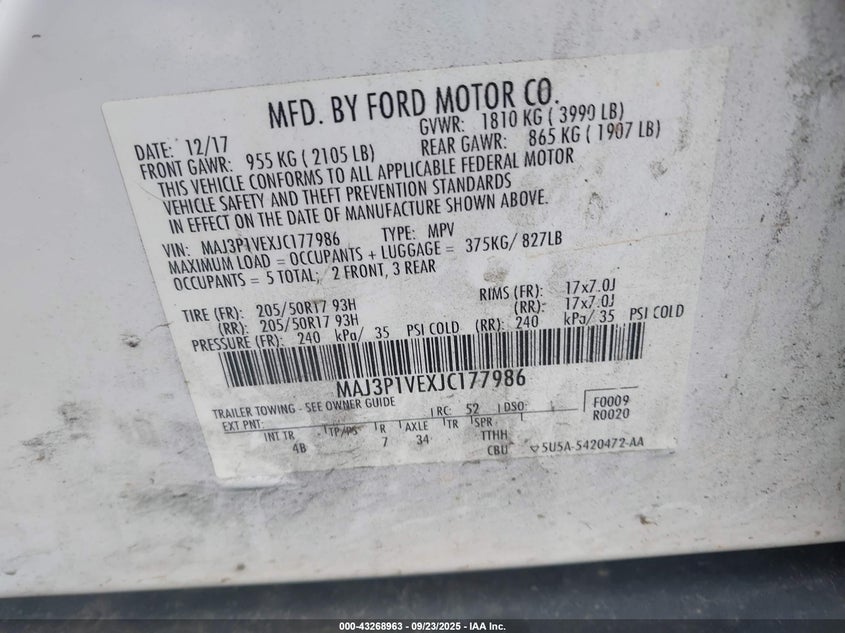 MFD. BY FORD MOTOR CO.
DATE: 12/17 GVWR: 1810 KG ( 3990 LB)
FRONT GAWR: 955 KG ( 2105 LB) REAR GAWR: 865 KG ( 1907 LB)
THIS VEHICLE CONFORMS TO ALL APPLICABLE FEDERAL MOTOR
VEHICLE SAFETY AND THEFT PREVENTION STANDARDS
IN EFFECT ON THE DATE OF MANUFACTURE SHOWN ABOVE.
VIN: MAJ3P1VEXJC177986 TYPE: MPV
MAXIMUM LOAD = OCCUPANTS + LUGGAGE = 375KG/ 827LB
OCCUPANTS = 5 TOTAL; 2 FRONT, 3 REAR
TIRE (FR): 205/50R17 93H RIMS (FR): 17x7.0J
(RR): 205/50R17 93H (RR): 17x7.0J
PRESSURE (FR): 240 kPa/ 35 PSI COLD (RR): 240 kPa/ 35 PSI COLD
MAJ3P1VEXJC177986
TRAILER TOWING - SEE OWNER GUIDE
EXT PNT: RC: 52 DSO: F0009
R0020
INT TR TP/PS R AXLE TR SPR
4B 7 34 TTHH
CBU 5U5A-5420472-AA
000-43268963 - 09/23/2025 - IAA Inc.